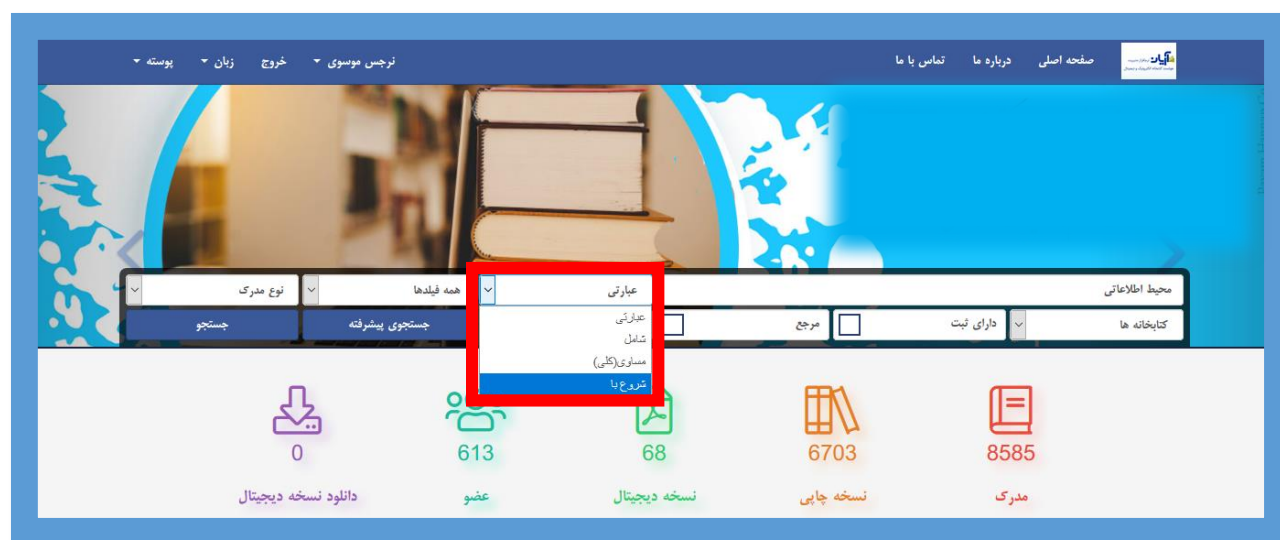 آیان صفحه اصلی درباره ما تماس با ما نرجس موسوی خروج زبان پوسته
محیط اطلاعاتی عبارتی همه فیلدها نوع مدرک
کتابخانه ها دارای ثبت مرجع جستجوی پیشرفته جستجو
عبارتی
شامل
مساوی(کلی)
شروع با
8585 6703 68 613 0
مدرک نسخه چاپی نسخه دیجیتال عضو دانلود نسخه دیجیتال